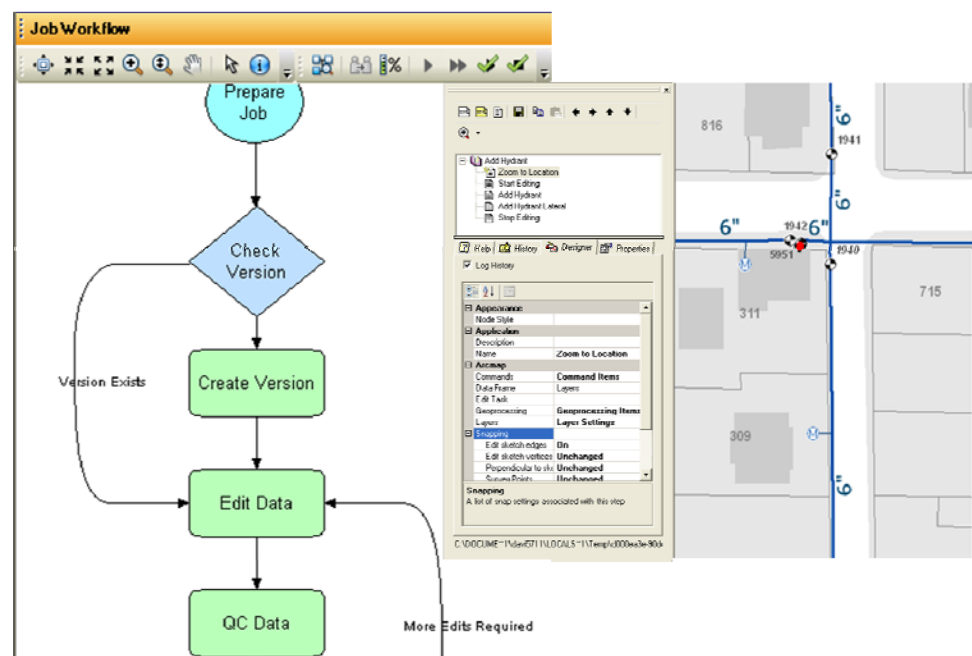 Job Workflow
Prepare
Job
Check
Version
Version Exists
Create Version
Edit Data
QC Data
More Edits Required
Add Hydrant
Zoom to Location
Start Editing
Add Hydrant
Add Hydrant Lateral
Stop Editing
Help History Designer Properties
Log History
Appearance
Node Style
Application
Description
Name Zoom to Location
Arcmap
Commands Command Items
Data Frame Layers
Edit Task
Geoprocessing Geoprocessing Items
Layers Layer Settings
Snapping
Edit sketch edges On
Edit sketch vertices Unchanged
Perpendicular to ske Unchanged
Survey Points Unchanged
Snapping
A list of snap settings associated with this step
816
6"
1941
6"
6"
1942
6"
5951
1940
M
311
715
309
M
6"